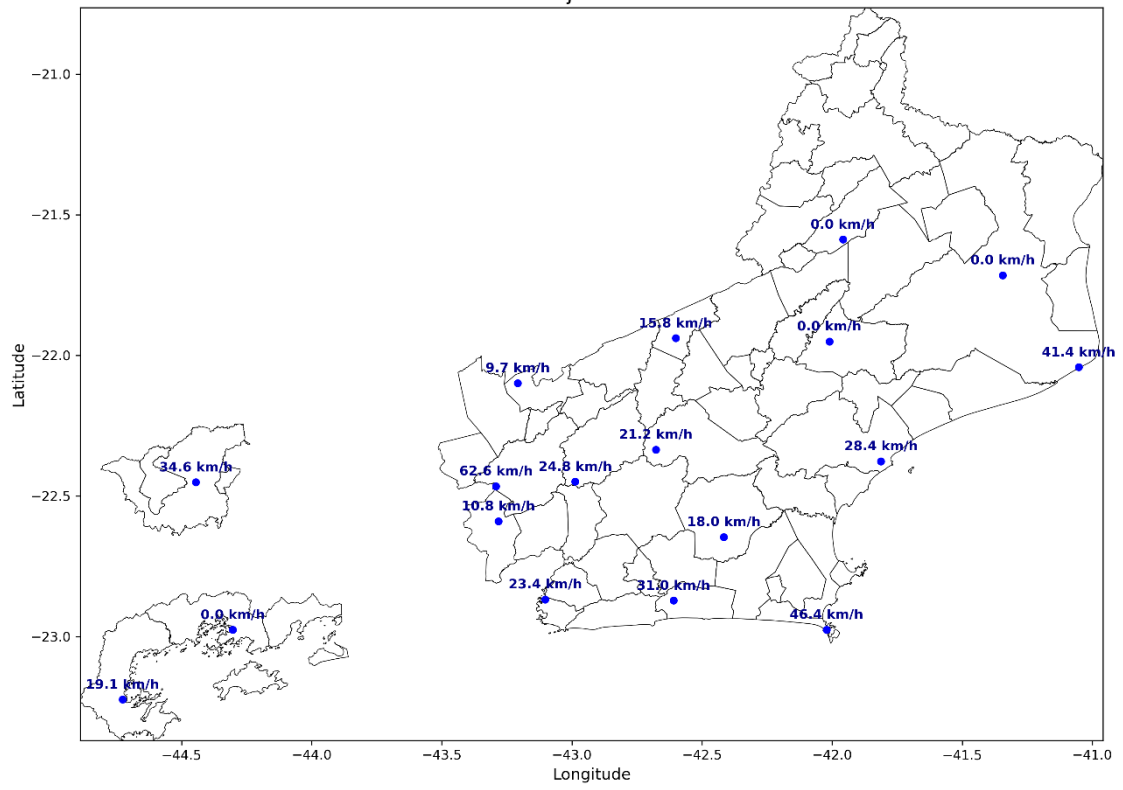 −21.0
−21.5
0.0 km/h
0.0 km/h
15.8 km/h
0.0 km/h
−22.0
41.4 km/h
9.7 km/h
21.2 km/h
28.4 km/h
34.6 km/h
62.6 km/h
24.8 km/h
−22.5
10.8 km/h
18.0 km/h
23.4 km/h
31.0 km/h
0.0 km/h
46.4 km/h
−23.0
19.1 km/h
Latitude
−44.5
−44.0
−43.5
−43.0
−42.5
−42.0
−41.5
−41.0
Longitude